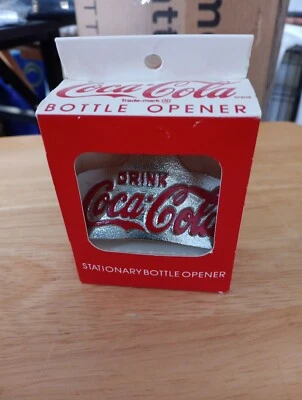 Coca-Cola
Trade-mark ®
BOTTLE OPENER
DRINK
Coca-Cola
STATIONARY BOTTLE OPENER